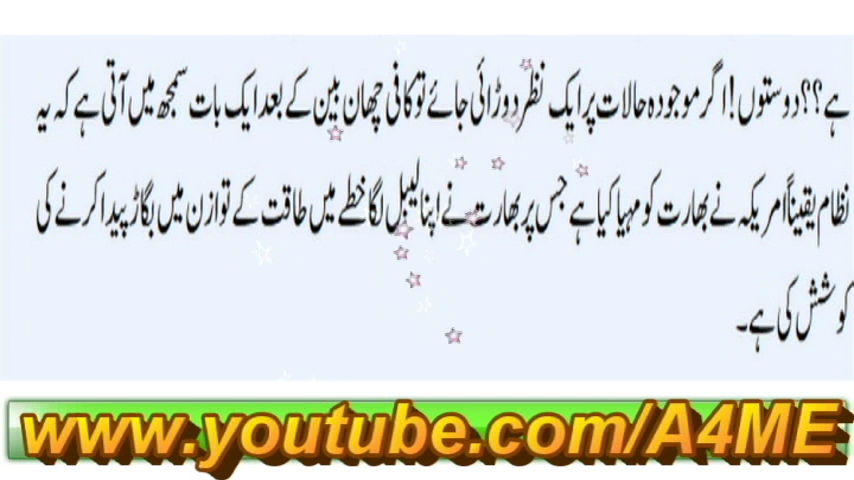 ہے؟؟ دوستوں! اگر موجودہ حالات پر ایک نظر دوڑائی جائے تو کافی چھان بین کے بعد ایک بات سمجھ میں آتی ہے کہ یہ
نظام یقیناً امریکہ نے بھارت کو مہیا کیا ہے جس پر بھارت نے اپنا لیبل لگا خطے میں طاقت کے توازن میں بگاڑ پیدا کرنے کی
کوشش کی ہے۔
www.youtube.com/A4ME